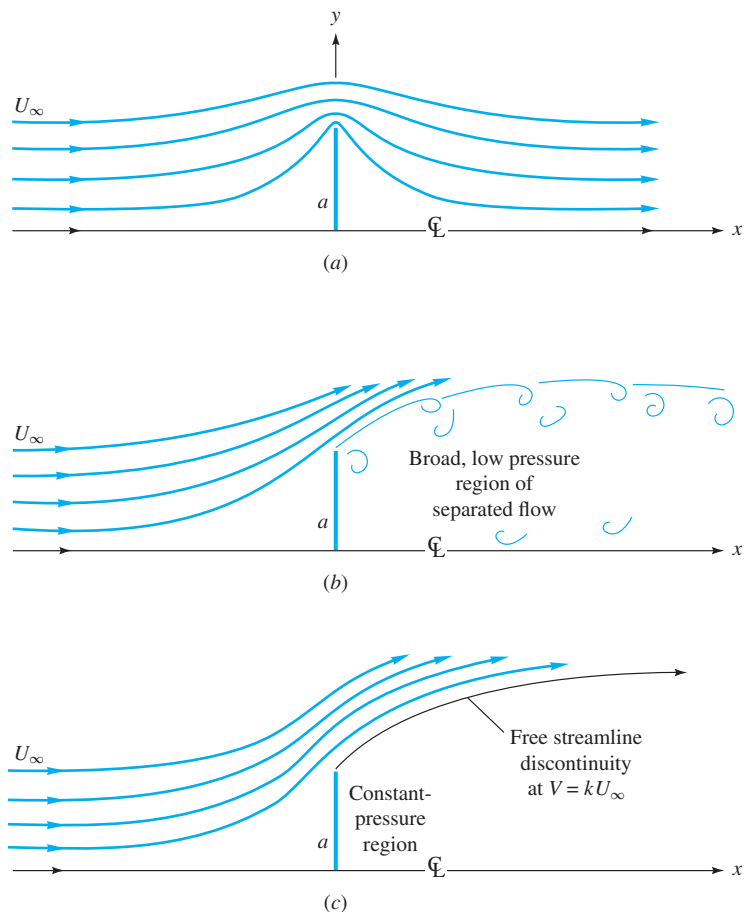 y
U∞
a
℄
x
(a)
U∞
Broad, low pressure
region of
separated flow
a
℄
x
(b)
U∞
Free streamline
discontinuity
at V = kU∞
Constant-
pressure
region
a
℄
x
(c)